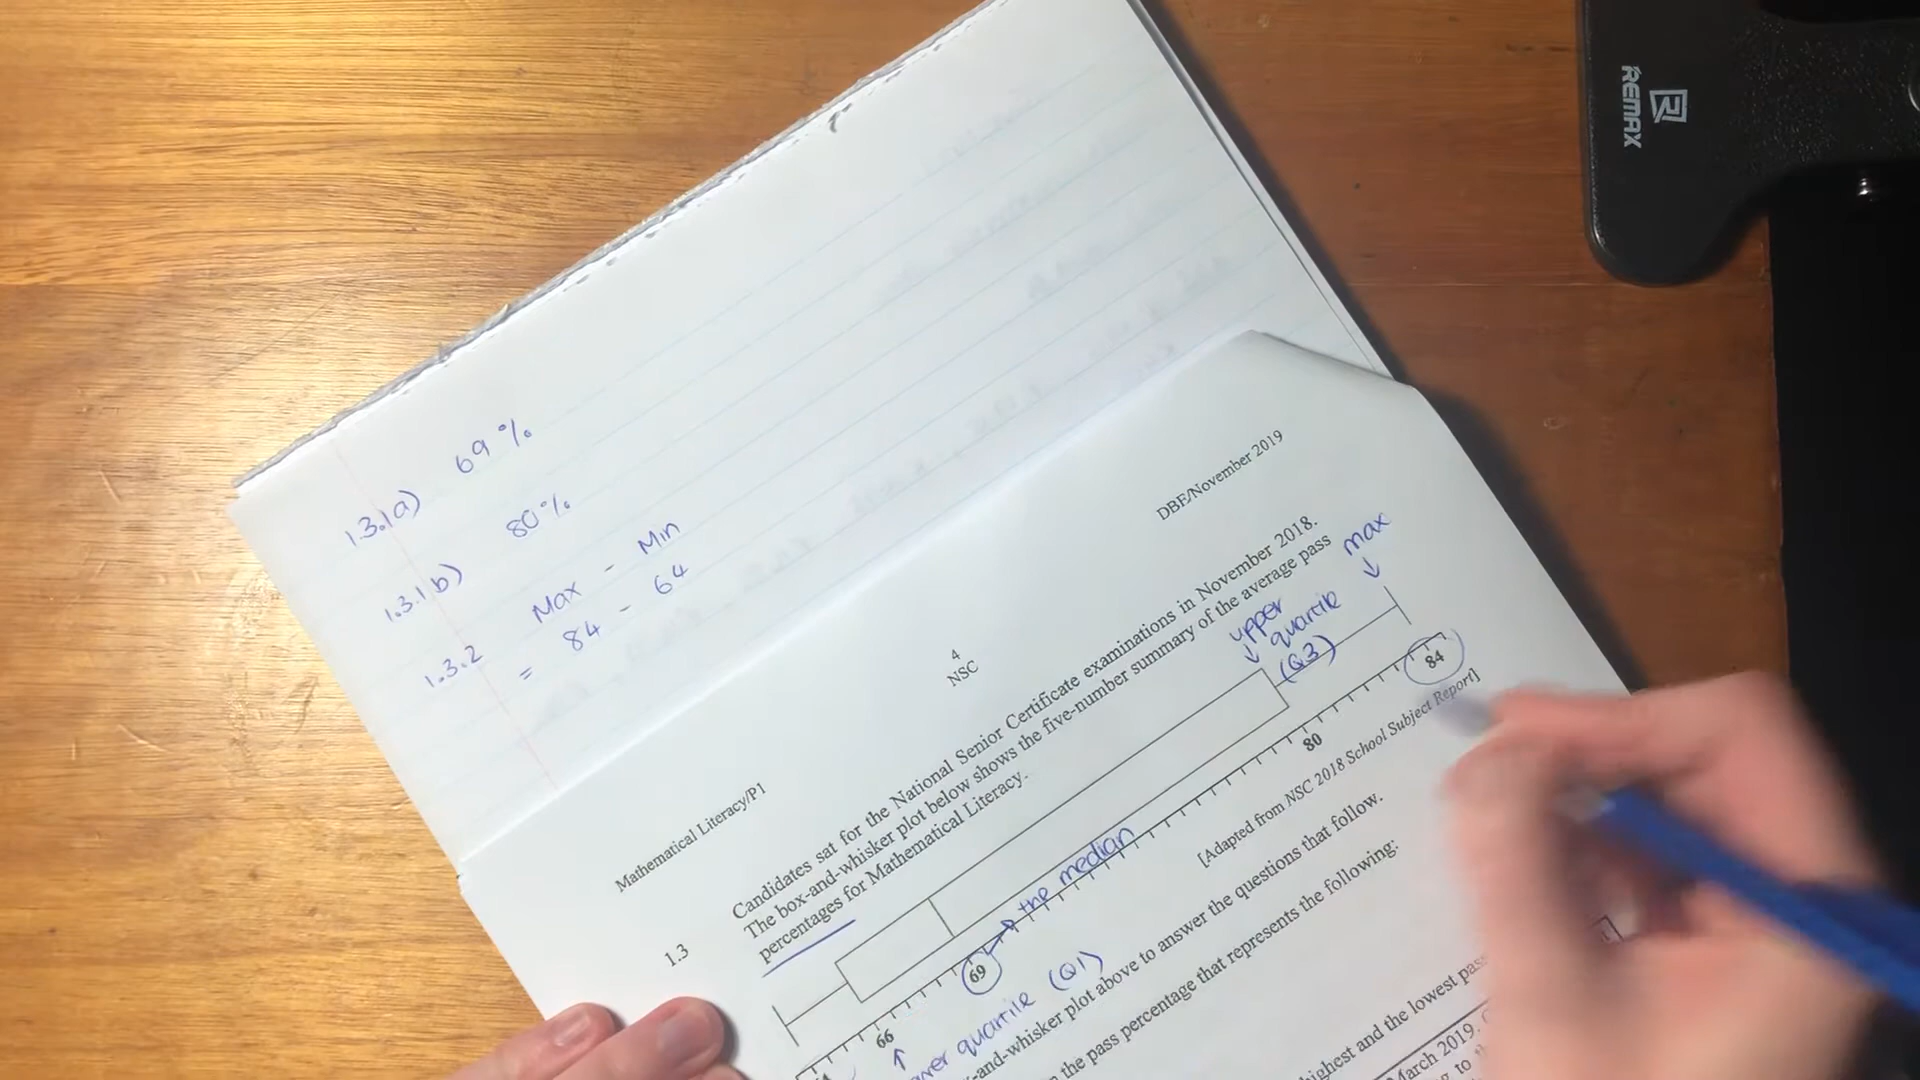 REMAX
1.3.1a) 69%
1.3.1 b) 80%
1.3.2 Max - Min
= 84 - 64
Mathematical Literacy/P1
4
NSC
DBE/November 2019
1.3
Candidates sat for the National Senior Certificate examinations in November 2018.
The box-and-whisker plot below shows the five-number summary of the average pass
percentages for Mathematical Literacy.
max
upper
quartile
(Q3)
66
69
80
84
the median
quartile (Q1)
[Adapted from NSC 2018 School Subject Report]
-and-whisker plot above to answer the questions that follow.
the pass percentage that represents the following:
and the lowest
March 2019.